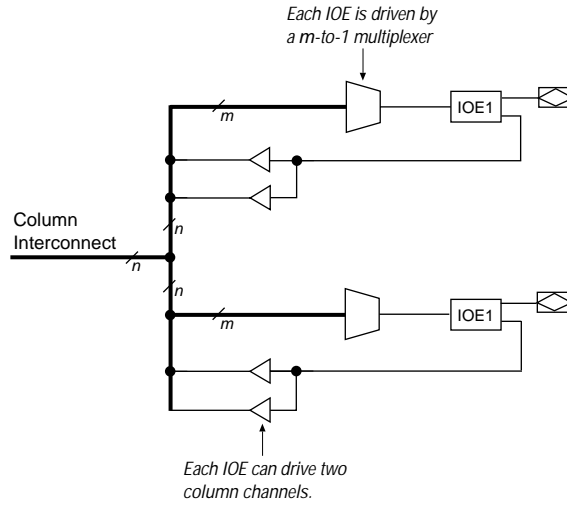 Each IOE is driven by
a m-to-1 multiplexer
IOE1
m
n
Column
Interconnect
n
n
m
IOE1
Each IOE can drive two
column channels.